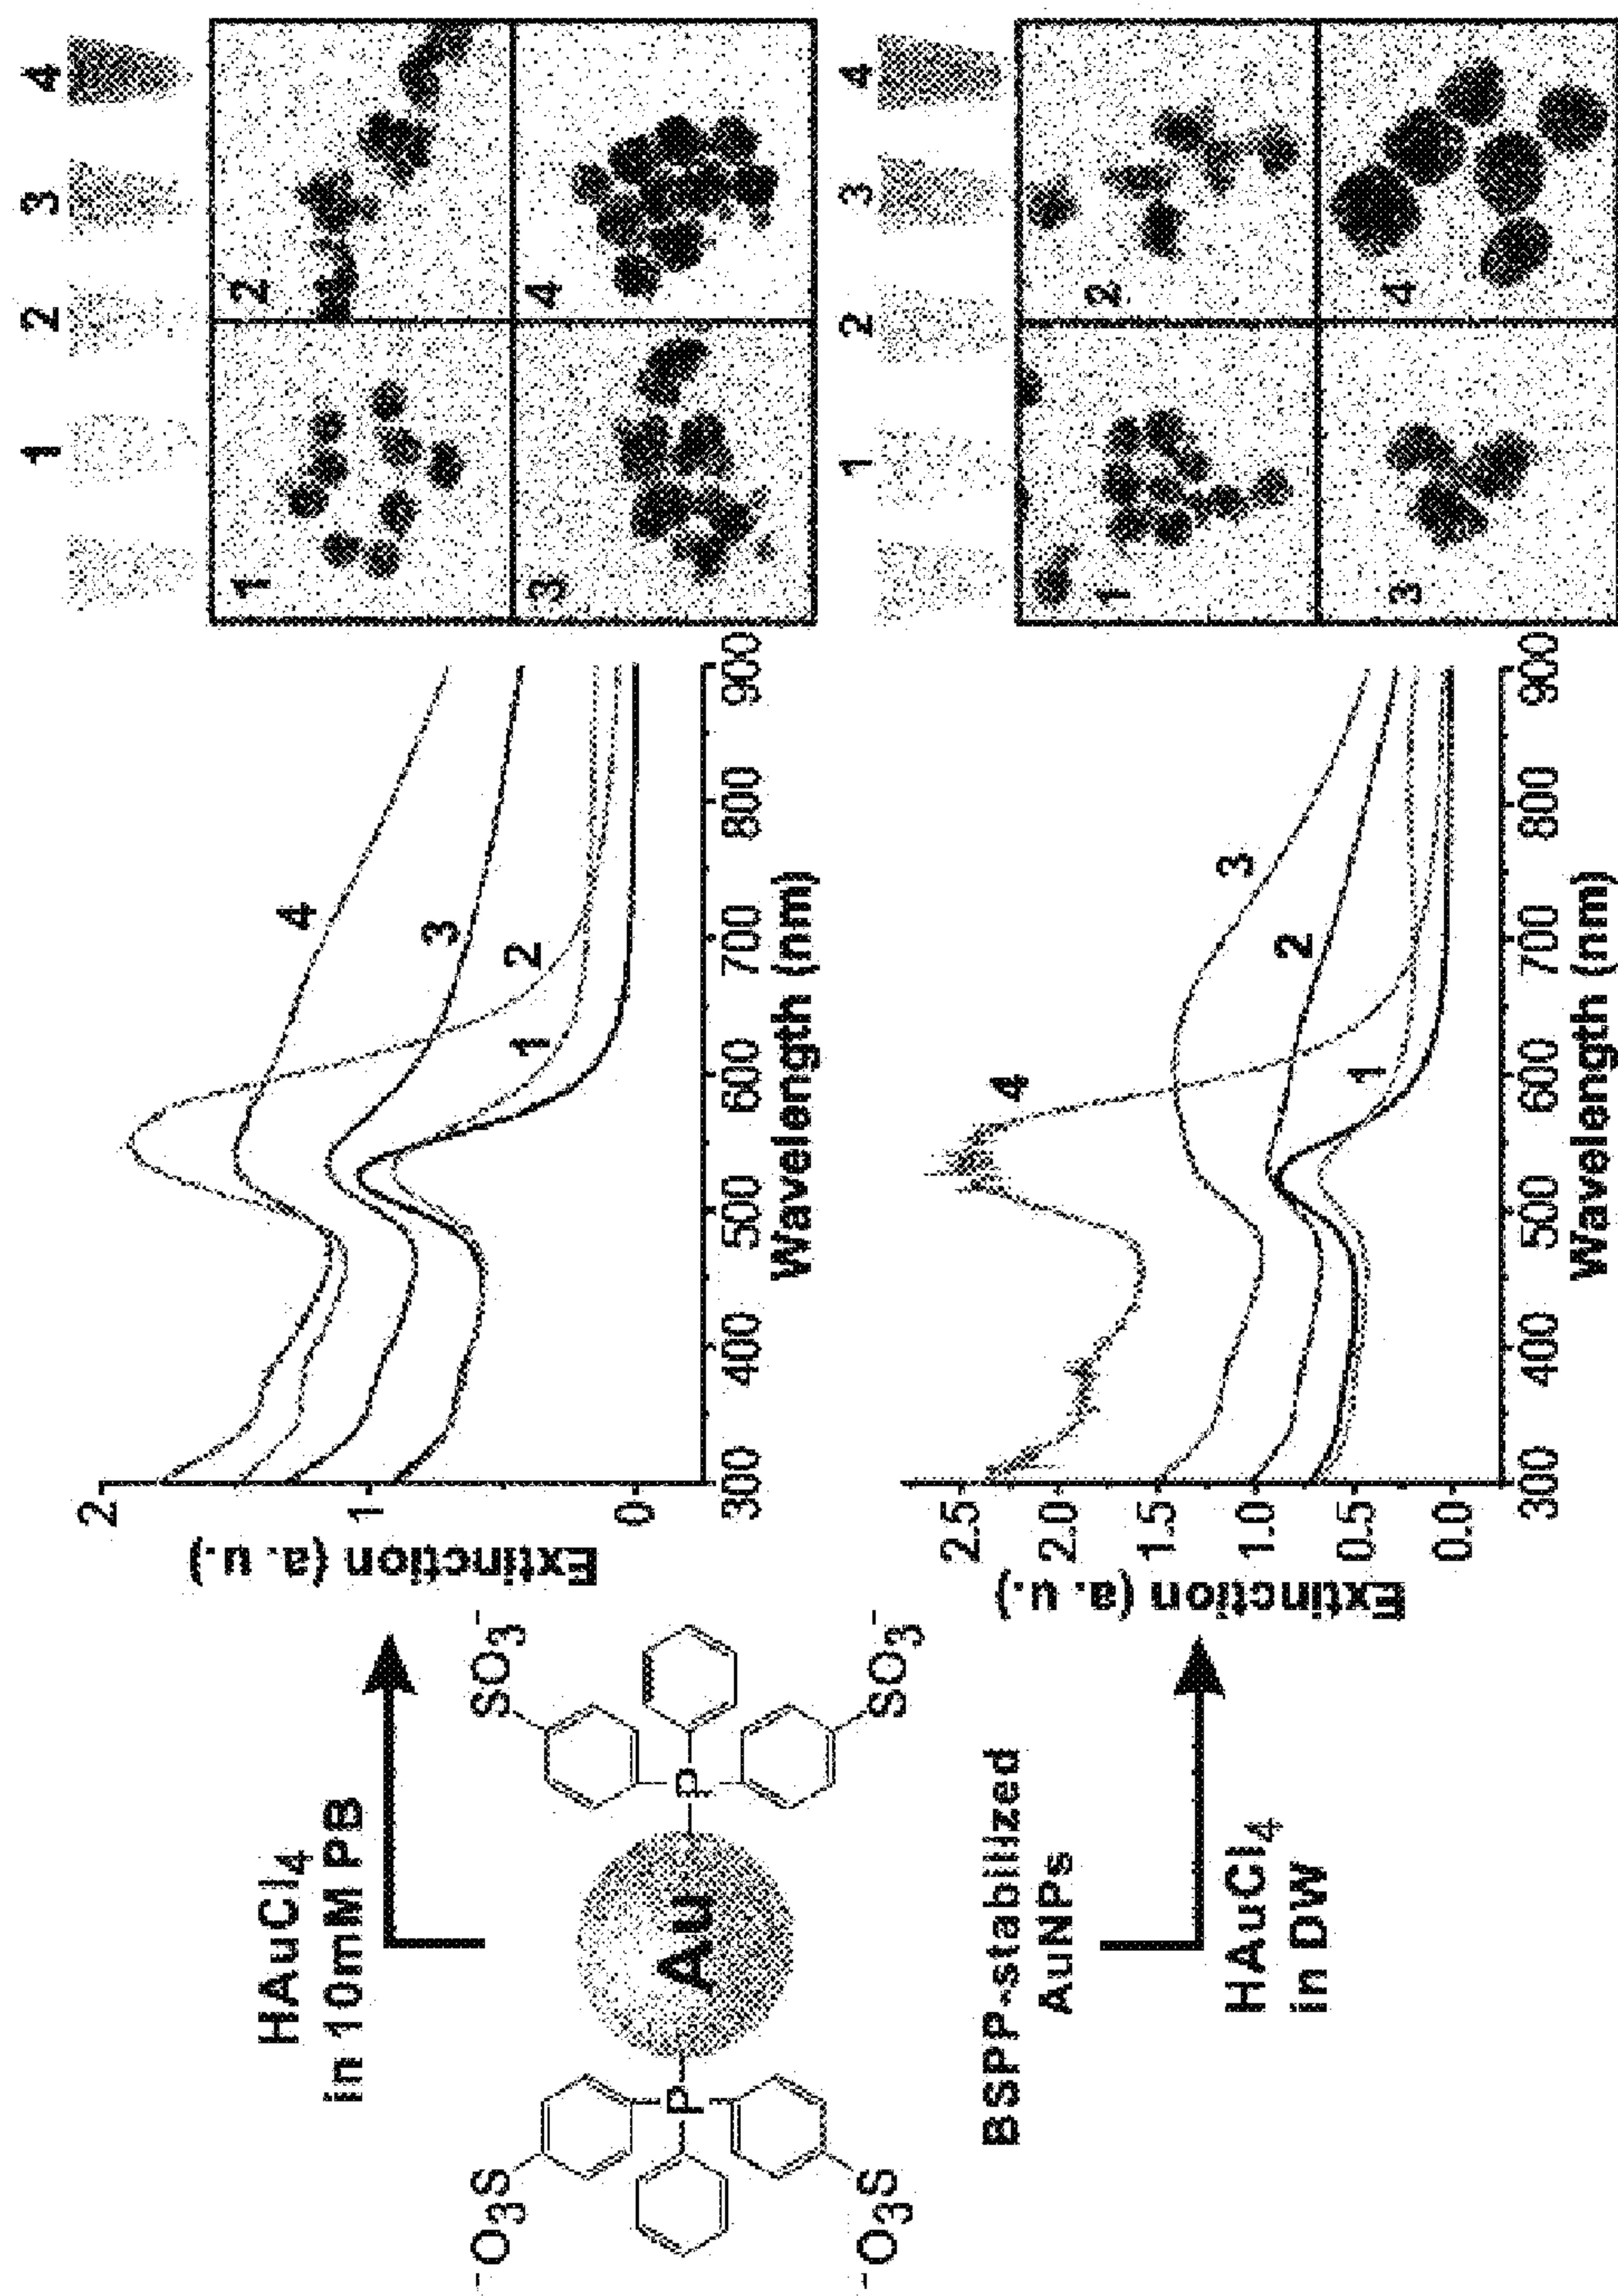 HAuCl4
in 10mM PB
-O3S
SO3-
P
Au
P
-O3S
SO3-
BSPP-stabilized
AuNPs
HAuCl4
in DW
Extinction (a. u.)
2
1
0
300 400 500 600 700 800 900
Wavelength (nm)
1
2
3
4
1 2 3 4
1
2
3
4
Extinction (a. u.)
2.5
2.0
1.5
1.0
0.5
0.0
300 400 500 600 700 800 900
Wavelength (nm)
4
1
2
3
1 2 3 4
1
2
3
4